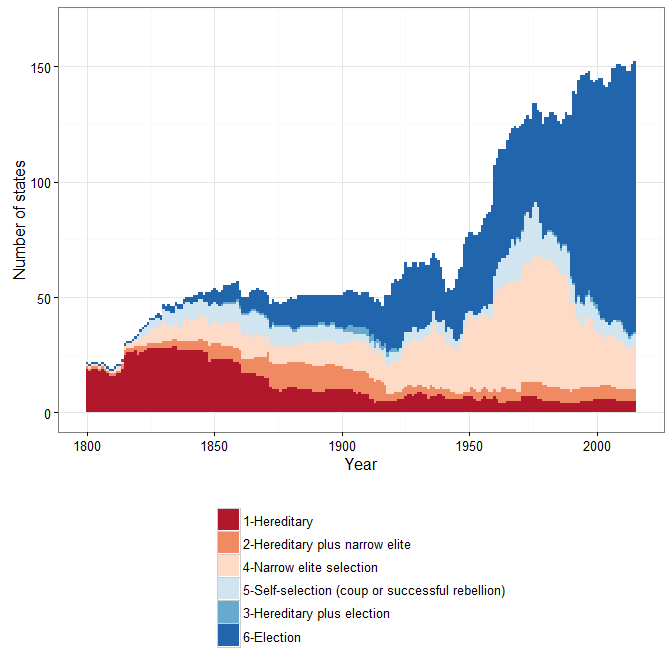 150
100
50
0
Number of states
1800 1850 1900 1950 2000
Year
1-Hereditary
2-Hereditary plus narrow elite
4-Narrow elite selection
5-Self-selection (coup or successful rebellion)
3-Hereditary plus election
6-Election